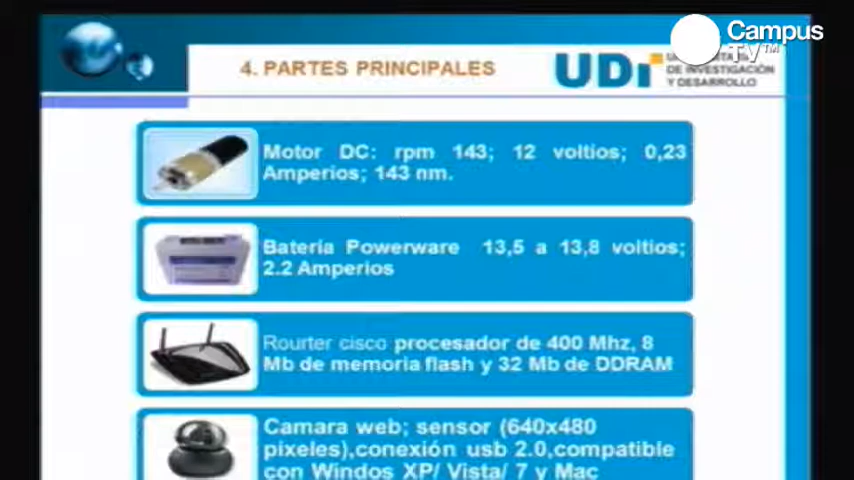 Campus
TV™
4. PARTES PRINCIPALES
UDi
DE INVESTIGACIÓN
Y DESARROLLO
Motor DC: rpm 143; 12 voltios; 0,23
Amperios; 143 nm.
Bateria Powerware 13,5 a 13,8 voltios;
2.2 Amperios
Rourter cisco procesador de 400 Mhz, 8
Mb de memoria flash y 32 Mb de DDRAM
Camara web; sensor (640x480
pixeles),conexión usb 2.0,compatible
con Windos XP/ Vista/ 7 y Mac